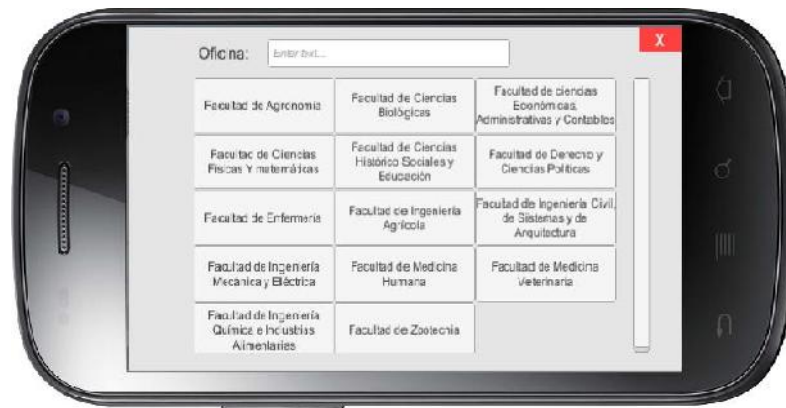 Oficina:
Enter text...
X
Facultad de Agronomia
Facultad de Ciencias
Biológicas
Facultad de ciencias
Económicas,
Administrativas y Contables
Facultad de Ciencias
Físicas Y matemáticas
Facultad de Ciencias
Histórico Sociales y
Educación
Facultad de Derecho y
Ciencias Políticas
Facultad de Enfermería
Facultad de Ingeniería
Agrícola
Facultad de Ingeniería Civil,
de Sistemas y de
Arquitectura
Facultad de Ingeniería
Mecánica y Eléctrica
Facultad de Medicina
Humana
Facultad de Medicina
Veterinaria
Facultad de Ingeniería
Química e Industrias
Alimentarias
Facultad de Zootecnia